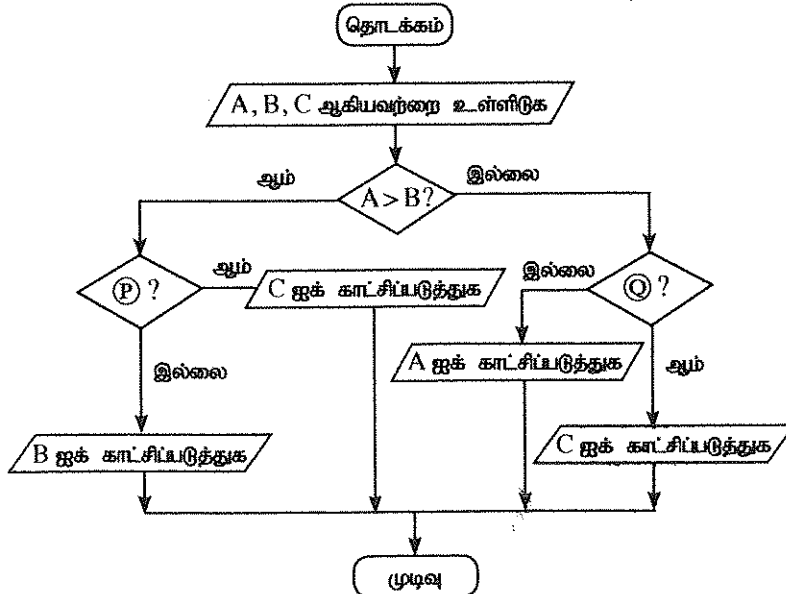 தொடக்கம்
A, B, C ஆகியவற்றை உள்ளிடுக
ஆம்
A > B?
இல்லை
P ?
ஆம்
C ஐக் காட்சிப்படுத்துக
இல்லை
Q ?
இல்லை
A ஐக் காட்சிப்படுத்துக
ஆம்
B ஐக் காட்சிப்படுத்துக
C ஐக் காட்சிப்படுத்துக
முடிவு